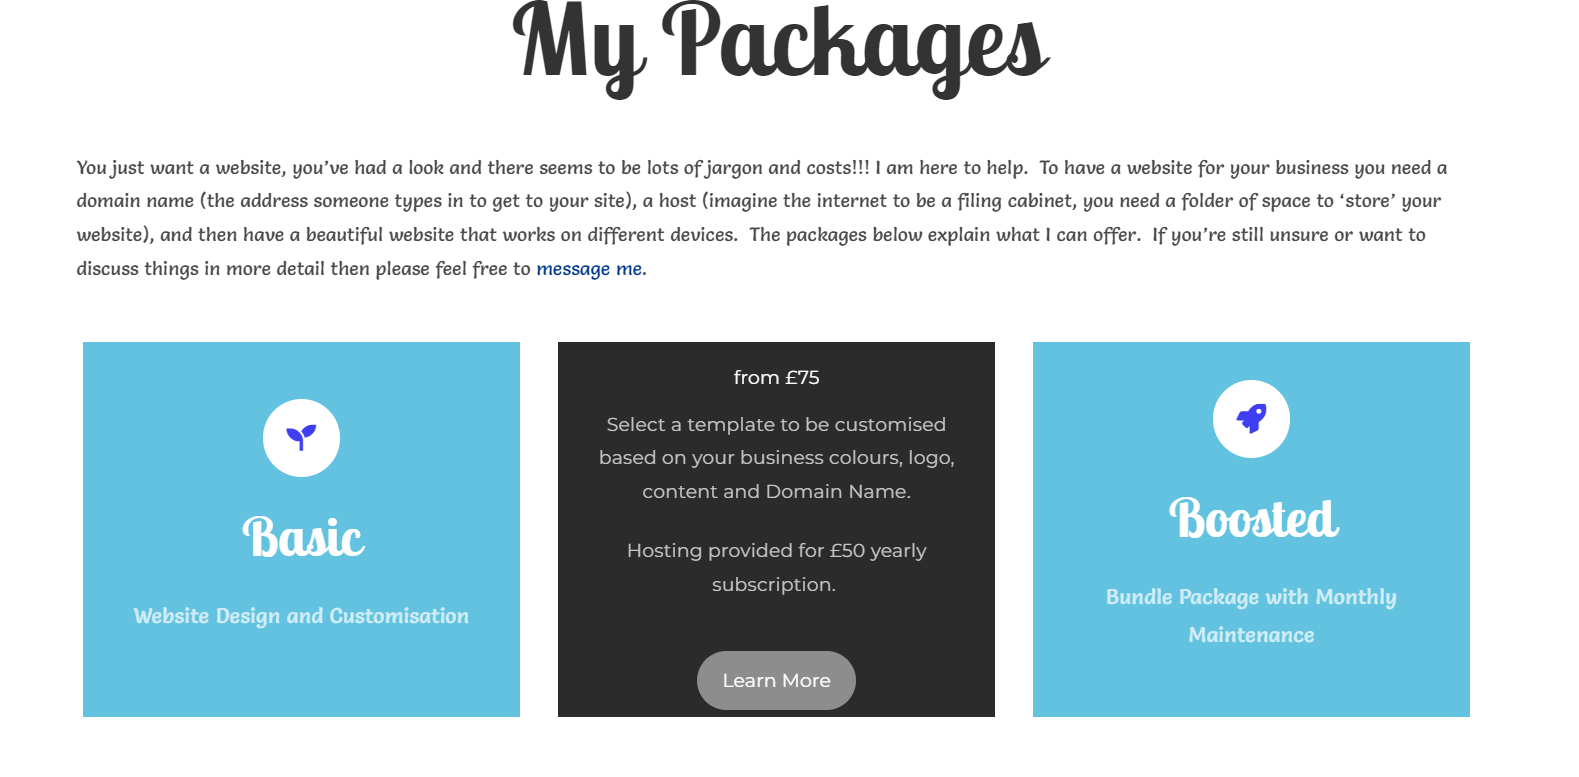 My Packages
You just want a website, you’ve had a look and there seems to be lots of jargon and costs!!! I am here to help.  To have a website for your business you need a
domain name (the address someone types in to get to your site), a host (imagine the internet to be a filing cabinet, you need a folder of space to ‘store’ your
website), and then have a beautiful website that works on different devices.  The packages below explain what I can offer.  If you’re still unsure or want to
discuss things in more detail then please feel free to message me.
Basic
Website Design and Customisation
from £75
Select a template to be customised
based on your business colours, logo,
content and Domain Name.
Hosting provided for £50 yearly
subscription.
Learn More
Boosted
Bundle Package with Monthly
Maintenance